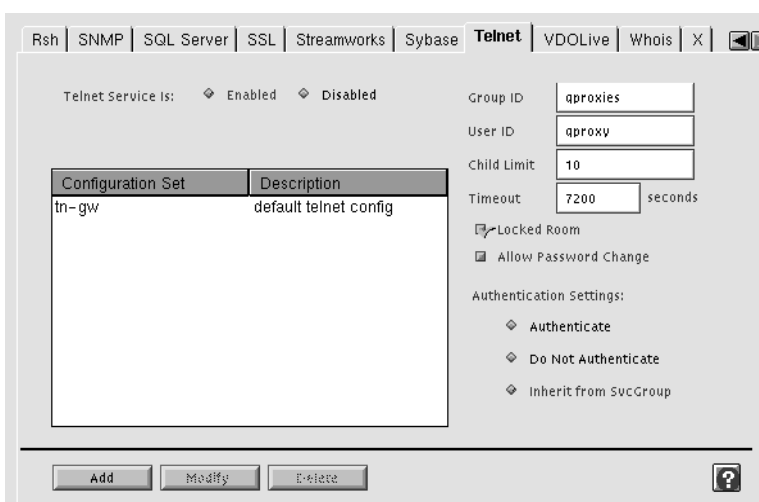 Rsh SNMP SQL Server SSL Streamworks Sybase Telnet VDOLive Whois X
Telnet Service Is: Enabled Disabled
Group ID qproxies
User ID qproxy
Child Limit 10
Timeout 7200 seconds
Locked Room
Allow Password Change
Configuration Set Description
tn-gw default telnet config
Authentication Settings:
Authenticate
Do Not Authenticate
Inherit from SvcGroup
Add Modify Delete ?